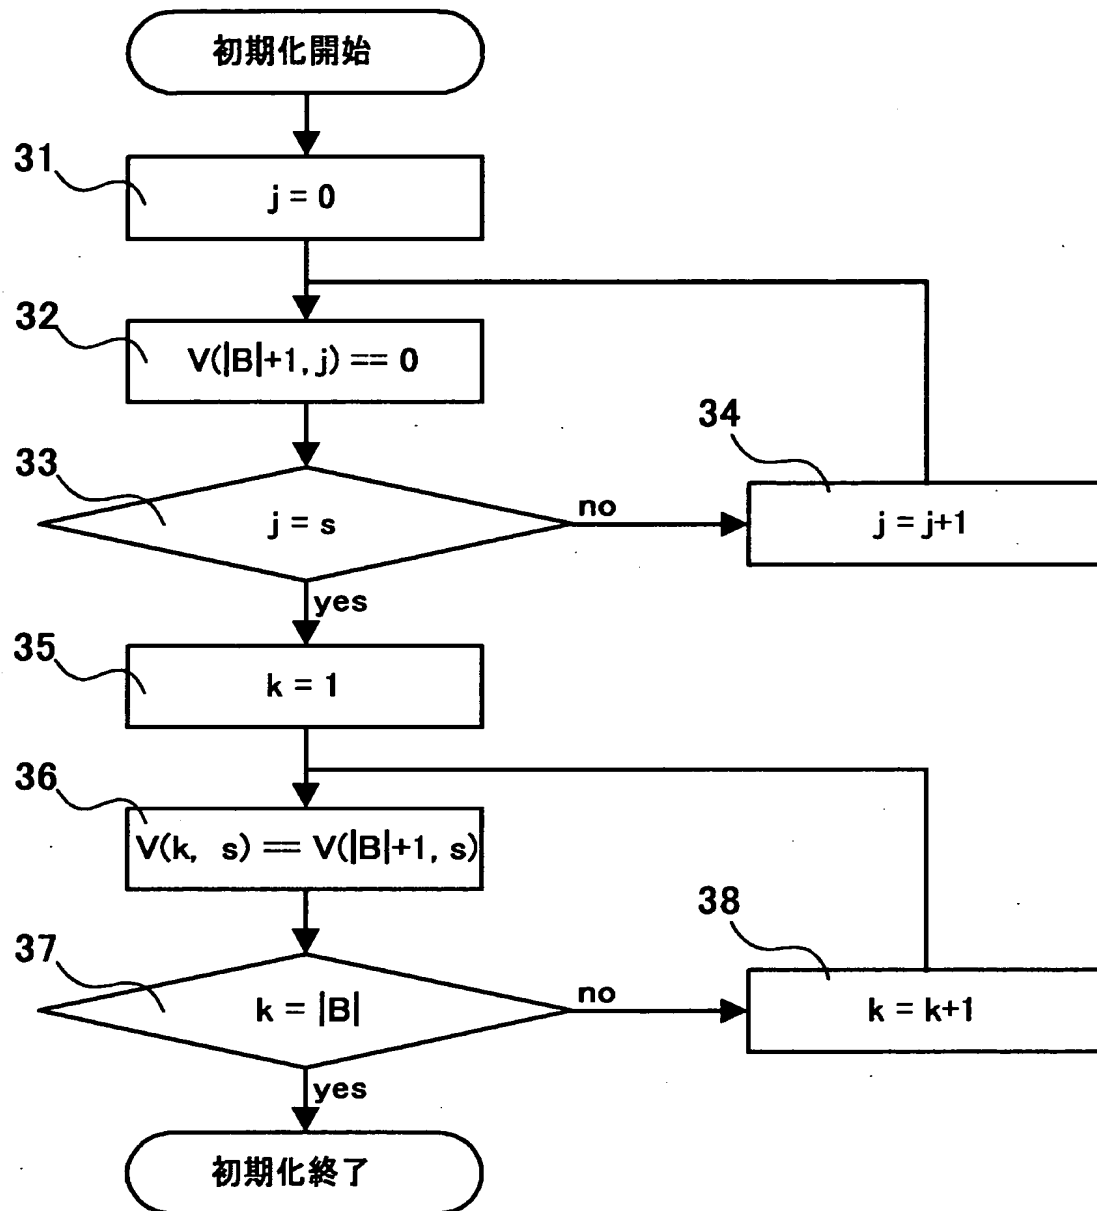 初期化開始
31
j = 0
32
V(|B|+1, j) == 0
33
j = s
no
34
j = j+1
yes
35
k = 1
36
V(k, s) == V(|B|+1, s)
37
k = |B|
no
38
k = k+1
yes
初期化終了